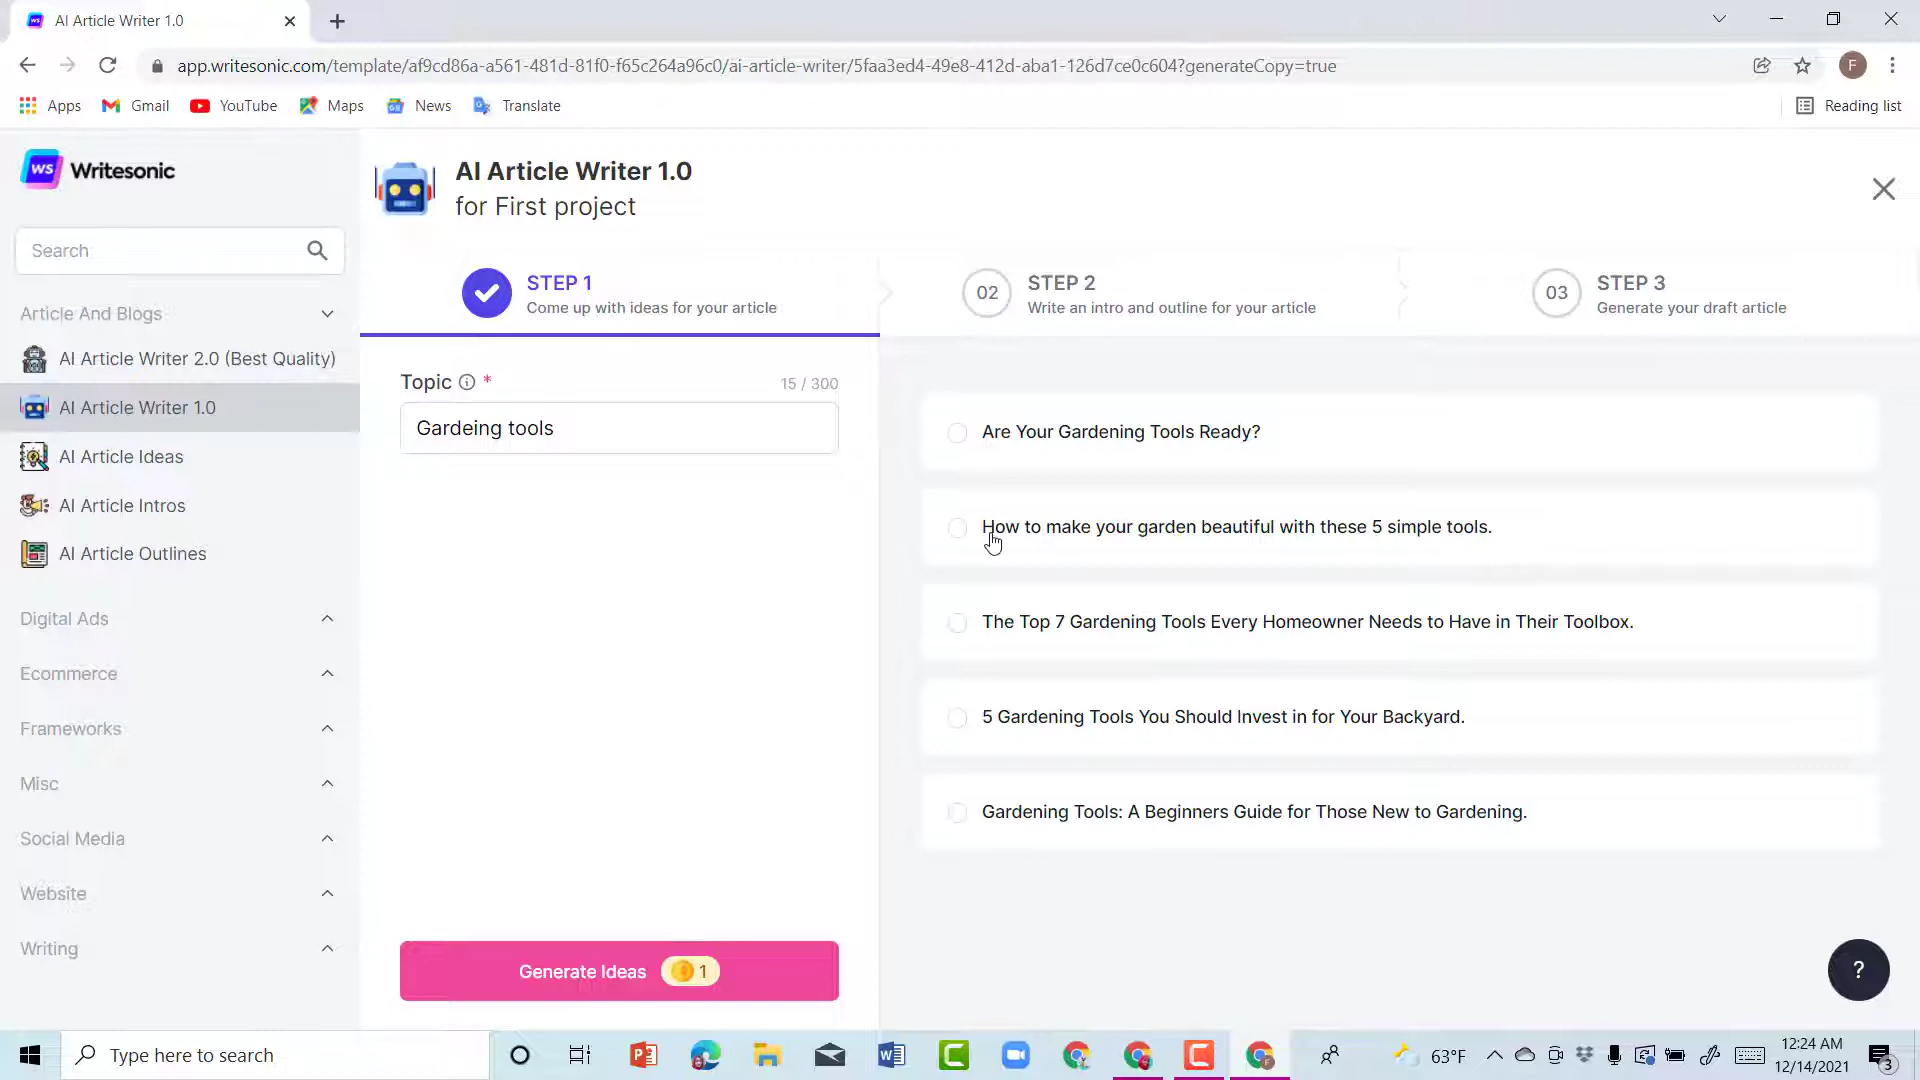 AI Article Writer 1.0
app.writesonic.com/template/af9cd86a-a561-481d-81f0-f65c264a96c0/ai-article-writer/5faa3ed4-49e8-412d-aba1-126d7ce0c604?generateCopy=true
F
Apps Gmail YouTube Maps News Translate Reading list
WS Writesonic
Search
Article And Blogs
AI Article Writer 2.0 (Best Quality)
AI Article Writer 1.0
AI Article Ideas
AI Article Intros
AI Article Outlines
Digital Ads
Ecommerce
Frameworks
Misc
Social Media
Website
Writing
AI Article Writer 1.0
for First project
STEP 1
Come up with ideas for your article
02
STEP 2
Write an intro and outline for your article
03
STEP 3
Generate your draft article
Topic * 15 / 300
Gardeing tools
Generate Ideas 1
Are Your Gardening Tools Ready?
How to make your garden beautiful with these 5 simple tools.
The Top 7 Gardening Tools Every Homeowner Needs to Have in Their Toolbox.
5 Gardening Tools You Should Invest in for Your Backyard.
Gardening Tools: A Beginners Guide for Those New to Gardening.
?
Type here to search
63°F
12:24 AM
12/14/2021
3